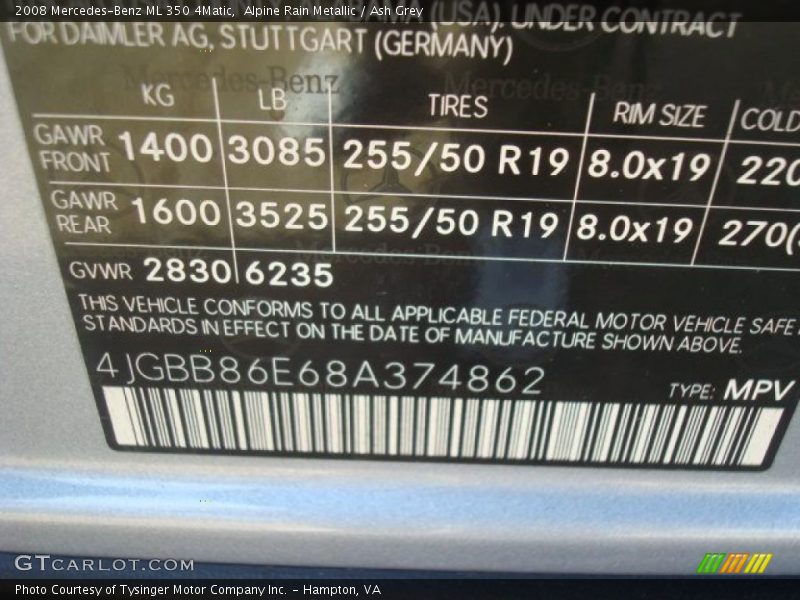 2008 Mercedes-Benz ML 350 4Matic, Alpine Rain Metallic / Ash Grey
(USA). UNDER CONTRACT
FOR DAIMLER AG, STUTTGART (GERMANY)
KG LB TIRES RIM SIZE COLD
GAWR FRONT 1400 3085 255/50 R19 8.0x19 220
GAWR REAR 1600 3525 255/50 R19 8.0x19 270(
GVWR 2830 6235
THIS VEHICLE CONFORMS TO ALL APPLICABLE FEDERAL MOTOR VEHICLE SAFE
STANDARDS IN EFFECT ON THE DATE OF MANUFACTURE SHOWN ABOVE.
4JGBB86E68A374862
TYPE: MPV
GTCARLOT.COM
Photo Courtesy of Tysinger Motor Company Inc. - Hampton, VA